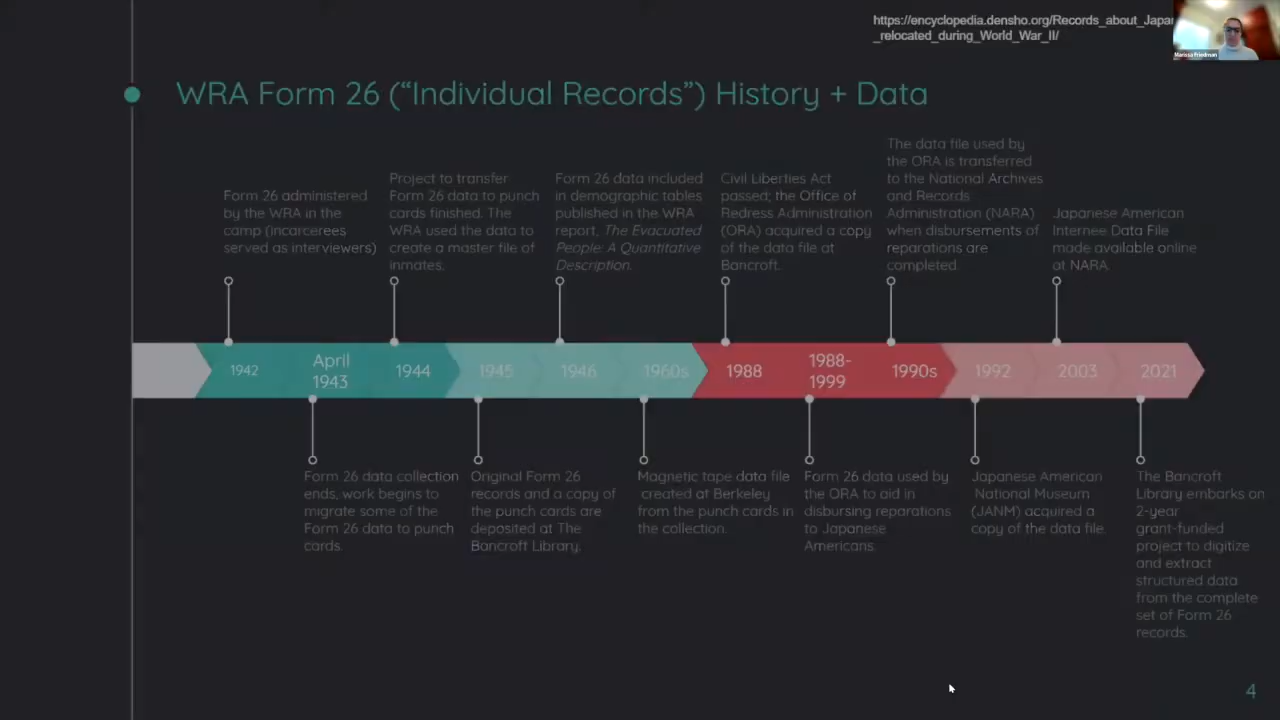 https://encyclopedia.densho.org/Records_about_Japa
_relocated_during_World_War_II/
Marissa Friedman
WRA Form 26 (“Individual Records”) History + Data
Form 26 administered
by the WRA in the
camp (incarcerees
served as interviewers)
Project to transfer
Form 26 data to punch
cards finished. The
WRA used the data to
create a master file of
inmates.
Form 26 data included
in demographic tables
published in the WRA
report, The Evacuated
People: A Quantitative
Description.
Civil Liberties Act
passed; the Office of
Redress Administration
(ORA) acquired a copy
of the data file at
Bancroft.
The data file used by
the ORA is transferred
to the National Archives
and Records
Administration (NARA)
when disbursements of
reparations are
completed.
Japanese American
Internee Data File
made available online
at NARA.
1942
April
1943
1944
1945
1946
1960s
1988
1988-
1999
1990s
1992
2003
2021
Form 26 data collection
ends, work begins to
migrate some of the
Form 26 data to punch
cards.
Original Form 26
records and a copy of
the punch cards are
deposited at The
Bancroft Library.
Magnetic tape data file
created at Berkeley
from the punch cards in
the collection.
Form 26 data used by
the ORA to aid in
disbursing reparations
to Japanese
Americans.
Japanese American
National Museum
(JANM) acquired a
copy of the data file.
The Bancroft
Library embarks on
2-year
grant-funded
project to digitize
and extract
structured data
from the complete
set of Form 26
records.
4